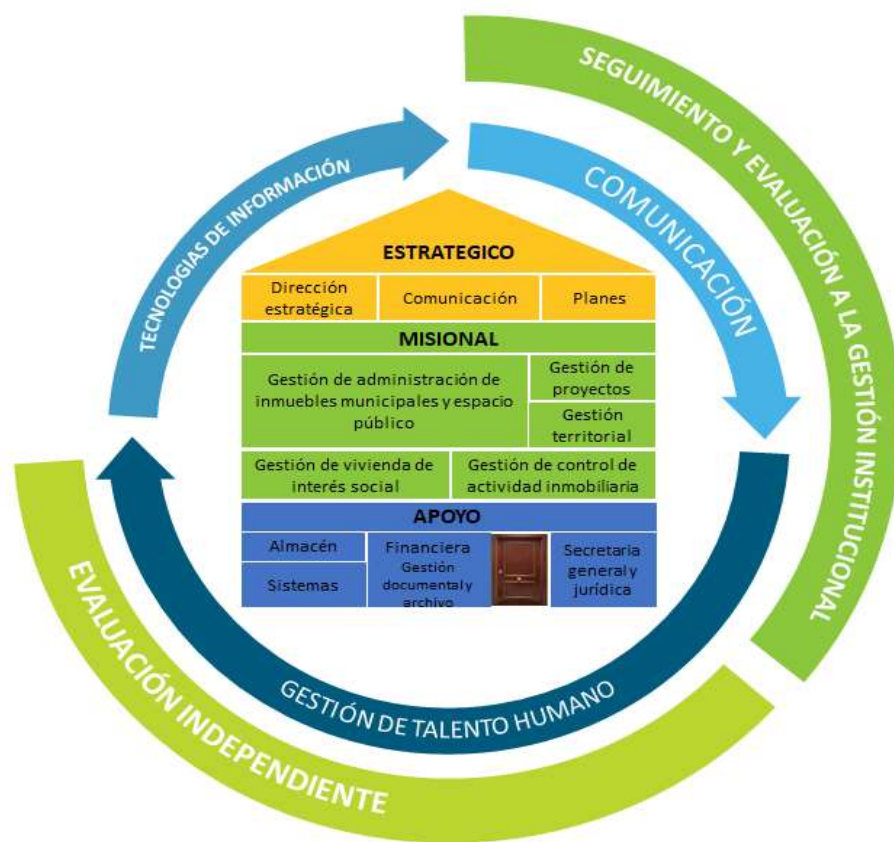 SEGUIMIENTO Y EVALUACIÓN A LA GESTIÓN INSTITUCIONAL
COMUNICACIÓN
TECNOLOGIAS DE INFORMACIÓN
ESTRATEGICO
Dirección
estratégica
Comunicación
Planes
MISIONAL
Gestión de administración de
inmuebles municipales y espacio
público
Gestión de
proyectos
Gestión
territorial
Gestión de vivienda de
interés social
Gestión de control de
actividad inmobiliaria
APOYO
Almacén
Sistemas
Financiera
Gestión
documental y
archivo
Secretaria
general y
jurídica
GESTIÓN DE TALENTO HUMANO
EVALUACIÓN INDEPENDIENTE